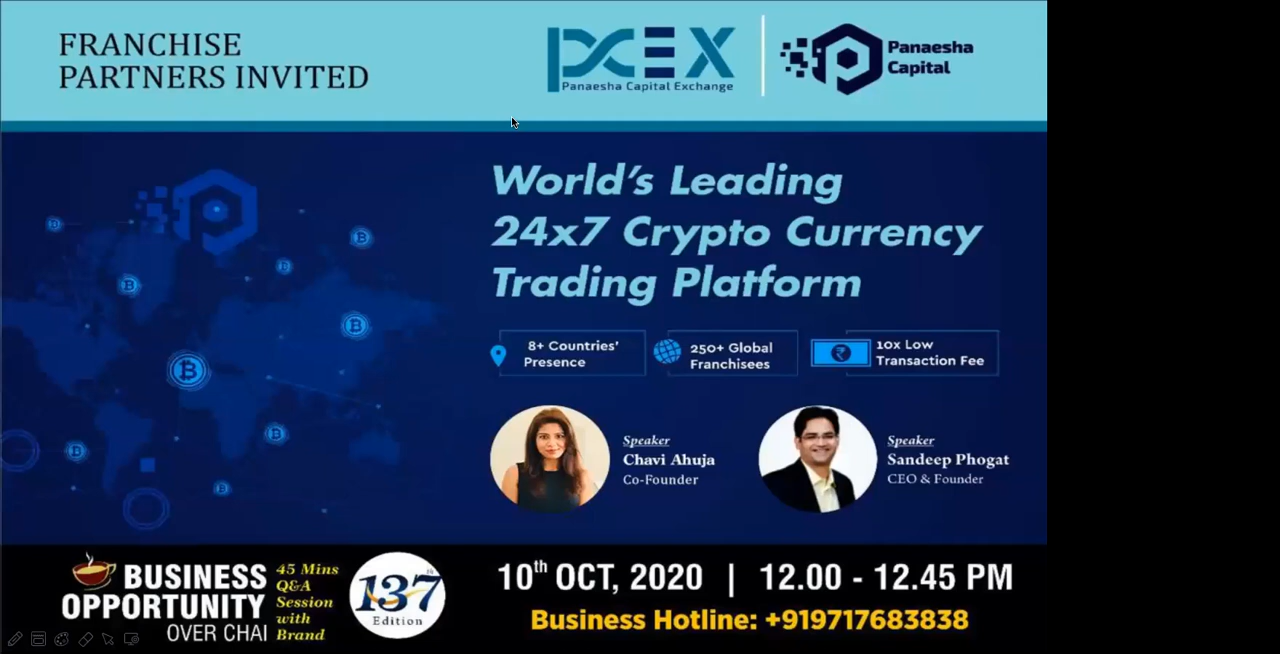 FRANCHISE
PARTNERS INVITED
PCEX
Panaesha Capital Exchange
Panaesha
Capital
World's Leading
24x7 Crypto Currency
Trading Platform
8+ Countries'
Presence
250+ Global
Franchisees
10x Low
Transaction Fee
Speaker
Chavi Ahuja
Co-Founder
Speaker
Sandeep Phogat
CEO & Founder
BUSINESS
OPPORTUNITY
OVER CHAI
45 Mins
Q&A
Session
with
Brand
137th
Edition
10th OCT, 2020 | 12.00 - 12.45 PM
Business Hotline: +919717683838